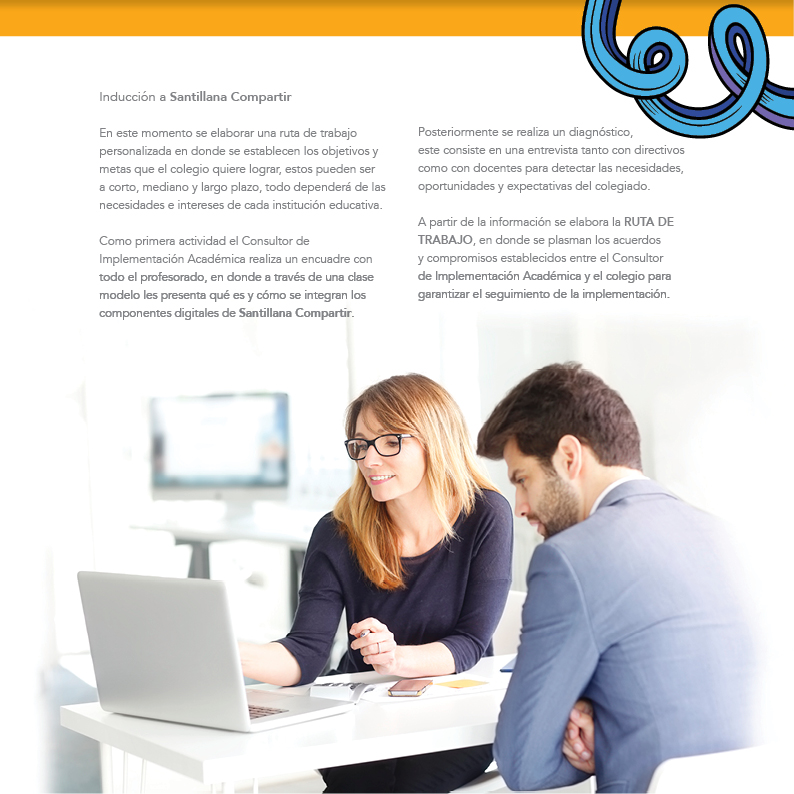 Inducción a Santillana Compartir
En este momento se elaborar una ruta de trabajo
personalizada en donde se establecen los objetivos y
metas que el colegio quiere lograr, estos pueden ser
a corto, mediano y largo plazo, todo dependerá de las
necesidades e intereses de cada institución educativa.
Como primera actividad el Consultor de
Implementación Académica realiza un encuadre con
todo el profesorado, en donde a través de una clase
modelo les presenta qué es y cómo se integran los
componentes digitales de Santillana Compartir.
Posteriormente se realiza un diagnóstico,
este consiste en una entrevista tanto con directivos
como con docentes para detectar las necesidades,
oportunidades y expectativas del colegiado.
A partir de la información se elabora la RUTA DE
TRABAJO, en donde se plasman los acuerdos
y compromisos establecidos entre el Consultor
de Implementación Académica y el colegio para
garantizar el seguimiento de la implementación.